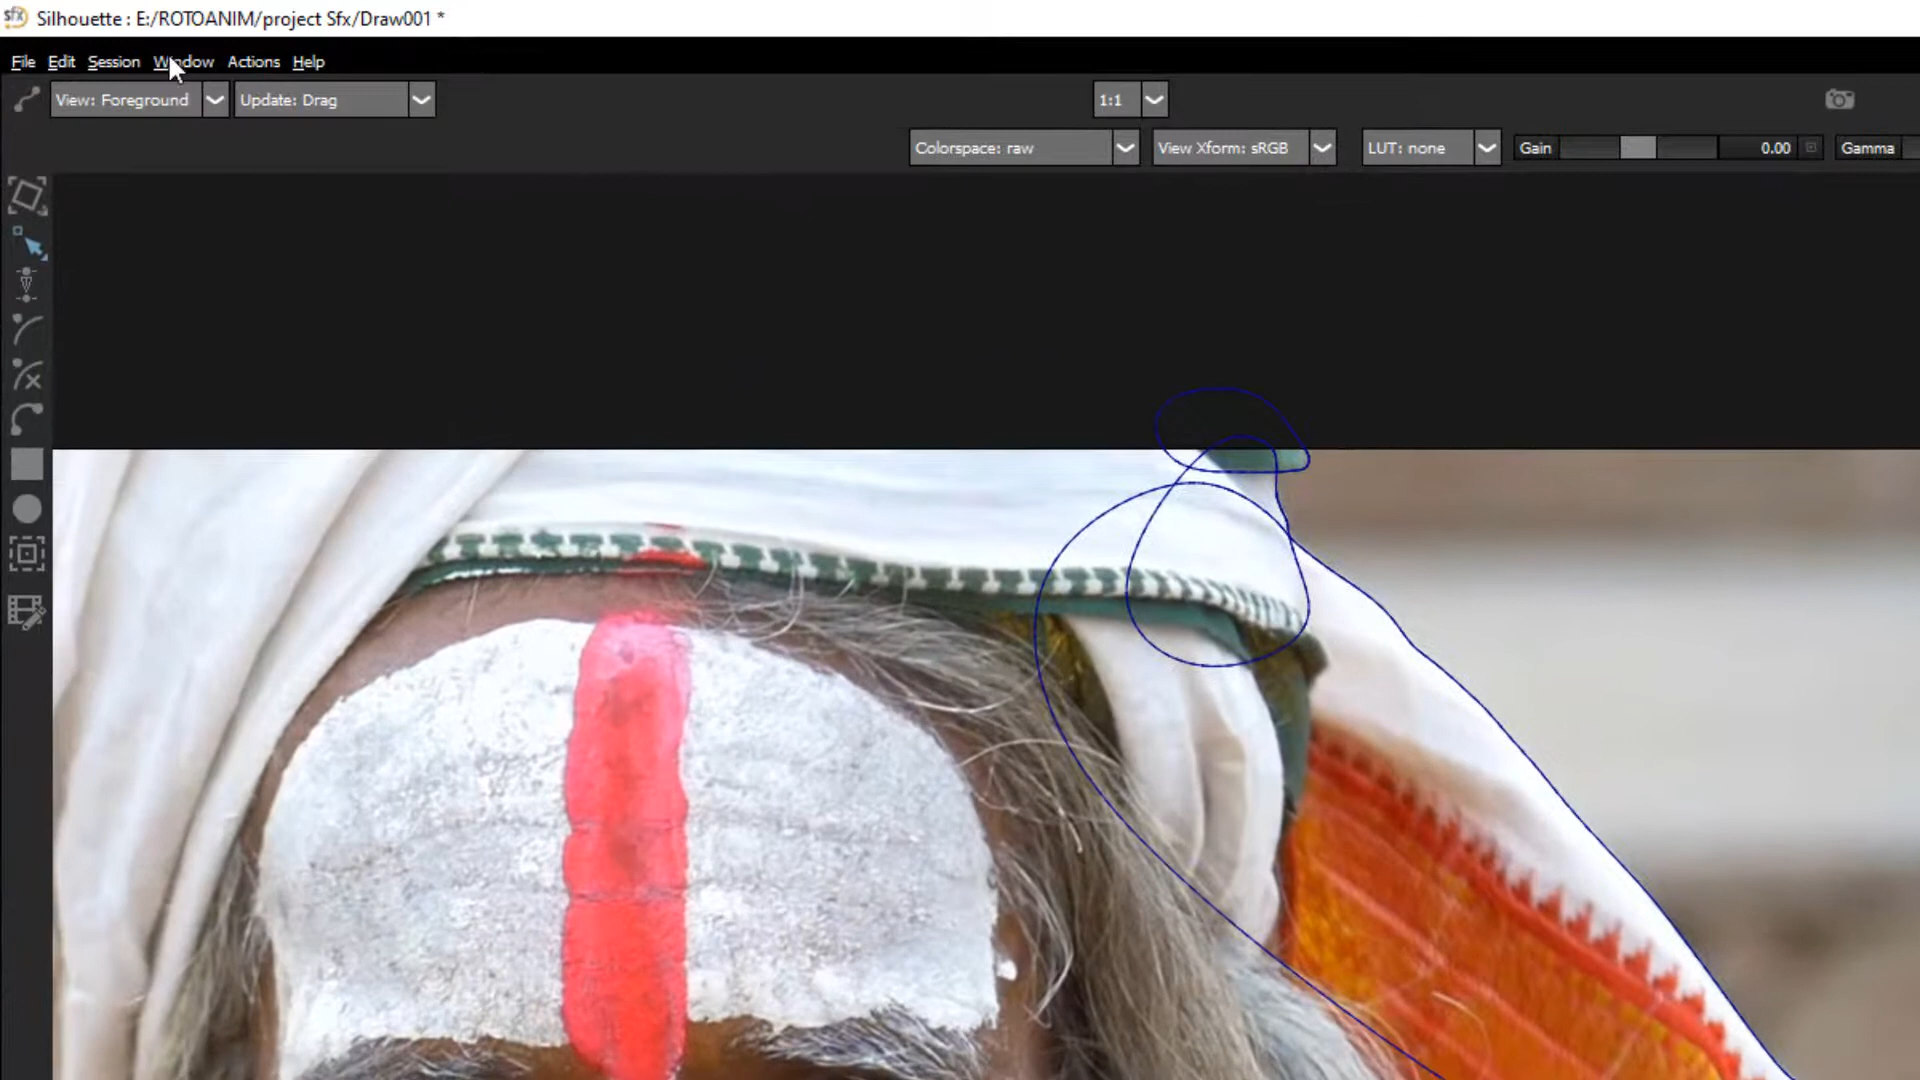 sfx Silhouette : E:/ROTOANIM/project Sfx/Draw001 *
File Edit Session Window Actions Help
View: Foreground Update: Drag 1:1
Colorspace: raw View Xform: sRGB LUT: none Gain 0.00 Gamma